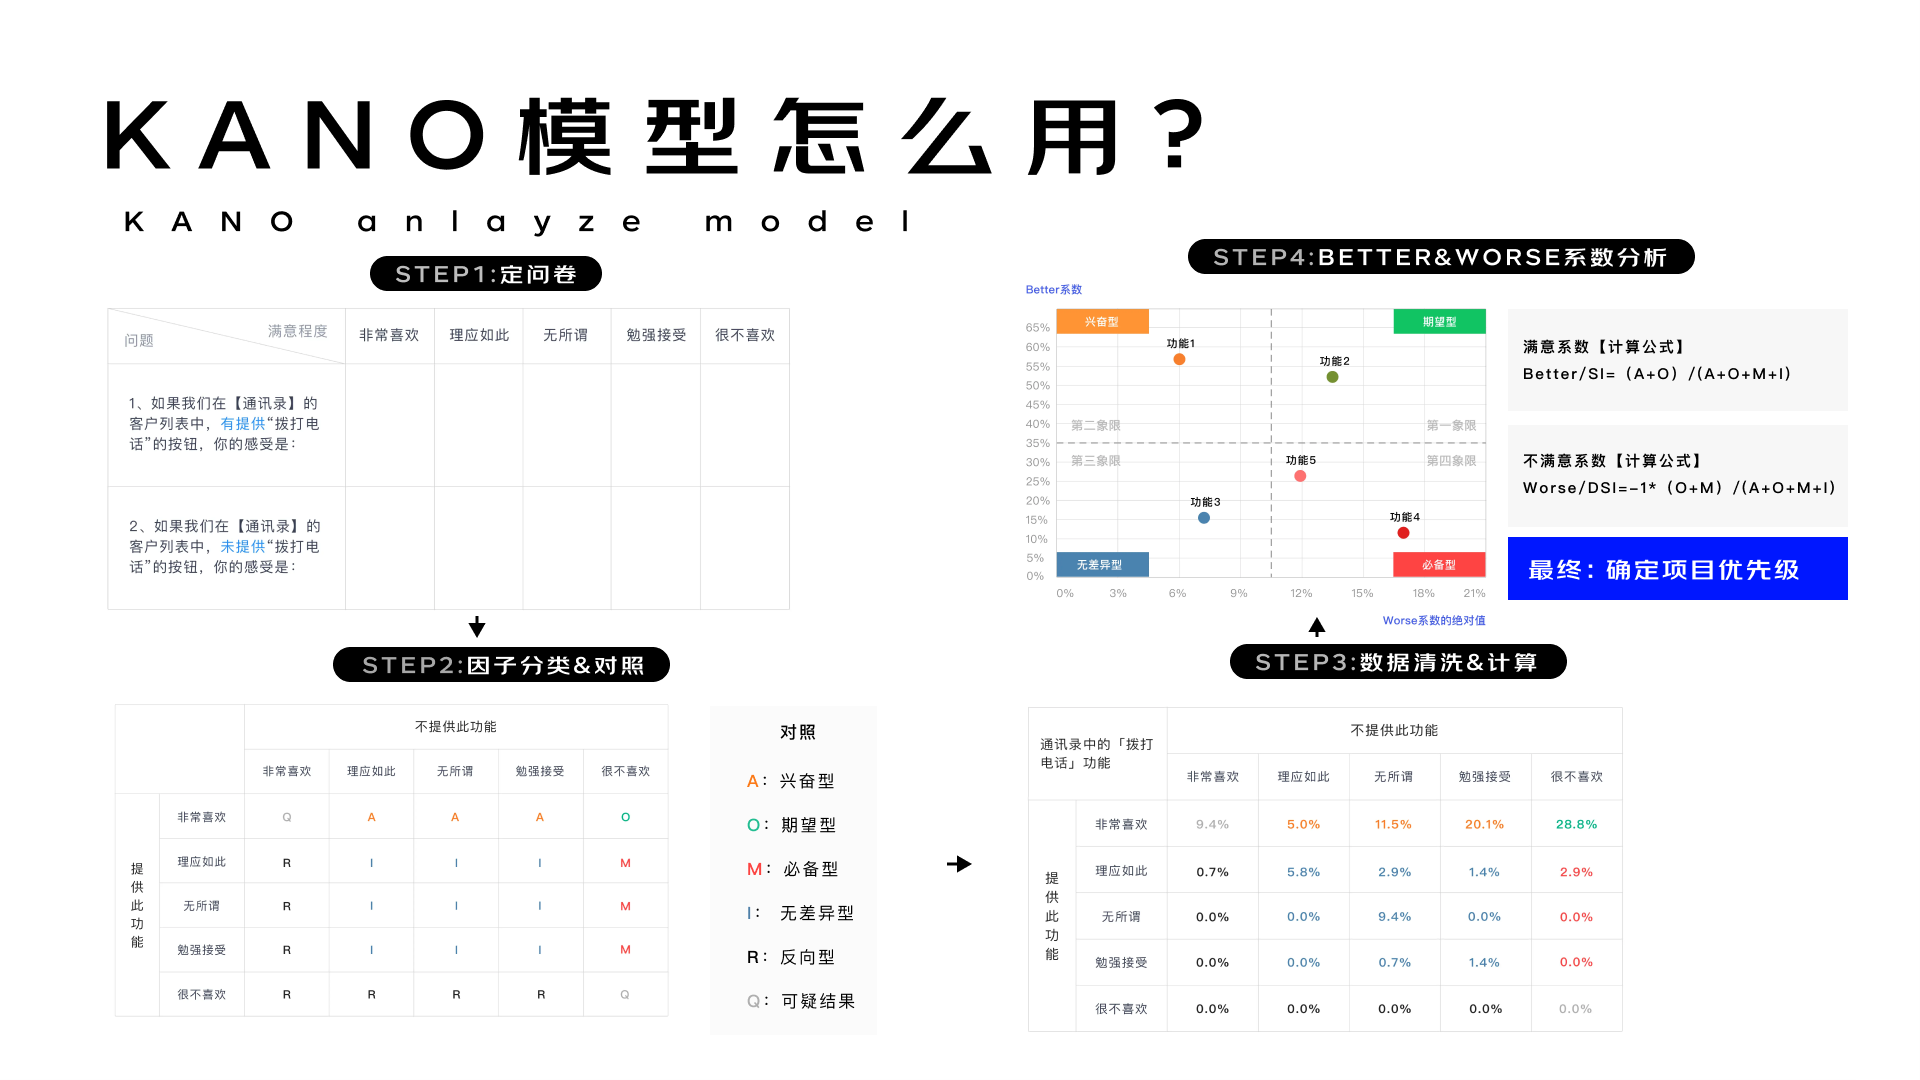 KANO模型怎么用?
KANO anlayze model
STEP1:定问卷
满意程度
问题
非常喜欢 理应如此 无所谓 勉强接受 很不喜欢
1、如果我们在【通讯录】的
客户列表中，有提供“拨打电
话”的按钮，你的感受是：
2、如果我们在【通讯录】的
客户列表中，未提供“拨打电
话”的按钮，你的感受是：
STEP2:因子分类&对照
不提供此功能
非常喜欢 理应如此 无所谓 勉强接受 很不喜欢
提供此功能
非常喜欢 Q A A A O
理应如此 R I I I M
无所谓 R I I I M
勉强接受 R I I I M
很不喜欢 R R R R Q
对照
A：兴奋型
O：期望型
M：必备型
I：无差异型
R：反向型
Q：可疑结果
STEP3:数据清洗&计算
通讯录中的「拨打
电话」功能
不提供此功能
非常喜欢 理应如此 无所谓 勉强接受 很不喜欢
提供此功能
非常喜欢 9.4% 5.0% 11.5% 20.1% 28.8%
理应如此 0.7% 5.8% 2.9% 1.4% 2.9%
无所谓 0.0% 0.0% 9.4% 0.0% 0.0%
勉强接受 0.0% 0.0% 0.7% 1.4% 0.0%
很不喜欢 0.0% 0.0% 0.0% 0.0% 0.0%
STEP4:BETTER&WORSE系数分析
Better系数
65%
60%
55%
50%
45%
40%
35%
30%
25%
20%
15%
10%
5%
0%
兴奋型
期望型
功能1
功能2
第二象限
第一象限
第三象限
第四象限
功能5
功能3
功能4
无差异型
必备型
0% 3% 6% 9% 12% 15% 18% 21%
Worse系数的绝对值
满意系数【计算公式】
Better/SI=（A+O）/(A+O+M+I)
不满意系数【计算公式】
Worse/DSI=-1*（O+M）/(A+O+M+I)
最终：确定项目优先级